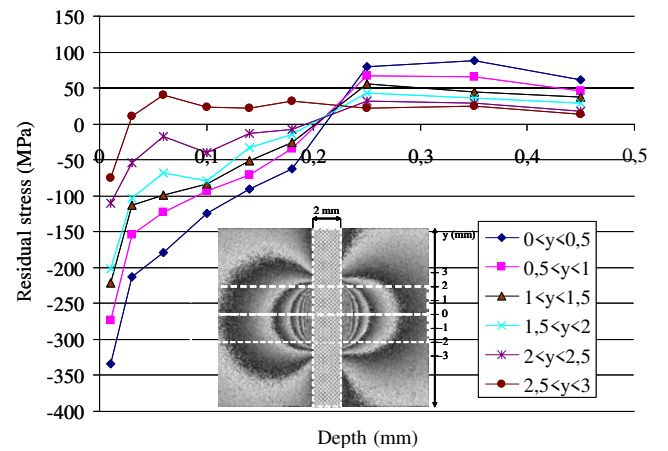 150
100
50
0
-50
-100
-150
-200
-250
-300
-350
-400
Residual stress (MPa)
0
0,1
0,2
0,3
0,4
0,5
Depth (mm)
2 mm
y (mm)
3
2
1
0
1
2
3
0<y<0,5
0,5<y<1
1<y<1,5
1,5<y<2
2<y<2,5
2,5<y<3